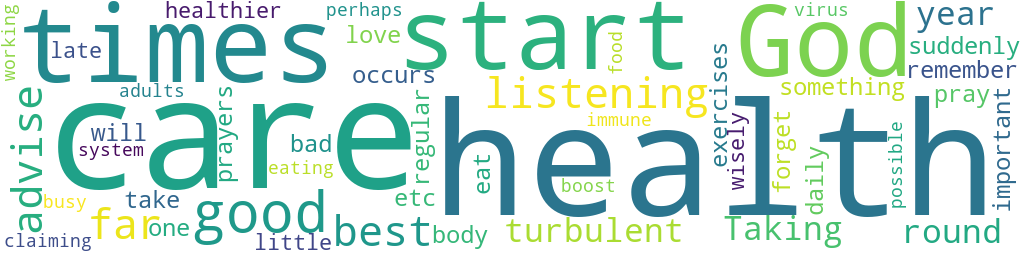 working
times
late
healthier
perhaps
love
start
food
God
virus
year
suddenly
remember
occurs
adults
listening
immune
exercises
something
pray
advise
care
will
system
prayers
bad
eating
regular
health
eat
boost
wisely
forget
daily
possible
important
busy
far
claiming
take
one
good
little
best
etc
body
turbulent
Taking
round